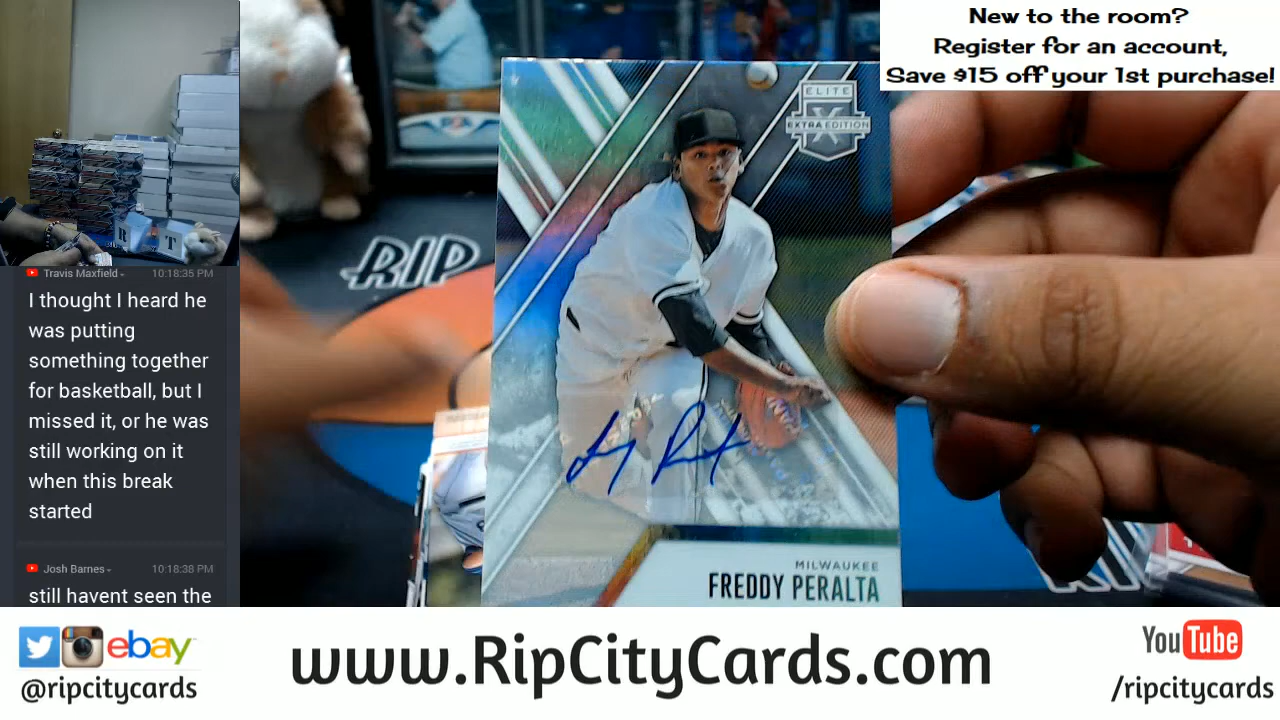 New to the room?
Register for an account,
Save $15 off your 1st purchase!
Travis Maxfield
10:18:35 PM
I thought I heard he
was putting
something together
for basketball, but I
missed it, or he was
still working on it
when this break
started
Josh Barnes
10:18:38 PM
still havent seen the
R
T
RIP
ELITE
X
EXTRA EDITION
MILWAUKEE
FREDDY PERALTA
ebay
@ripcitycards
www.RipCityCards.com
YouTube
/ripcitycards